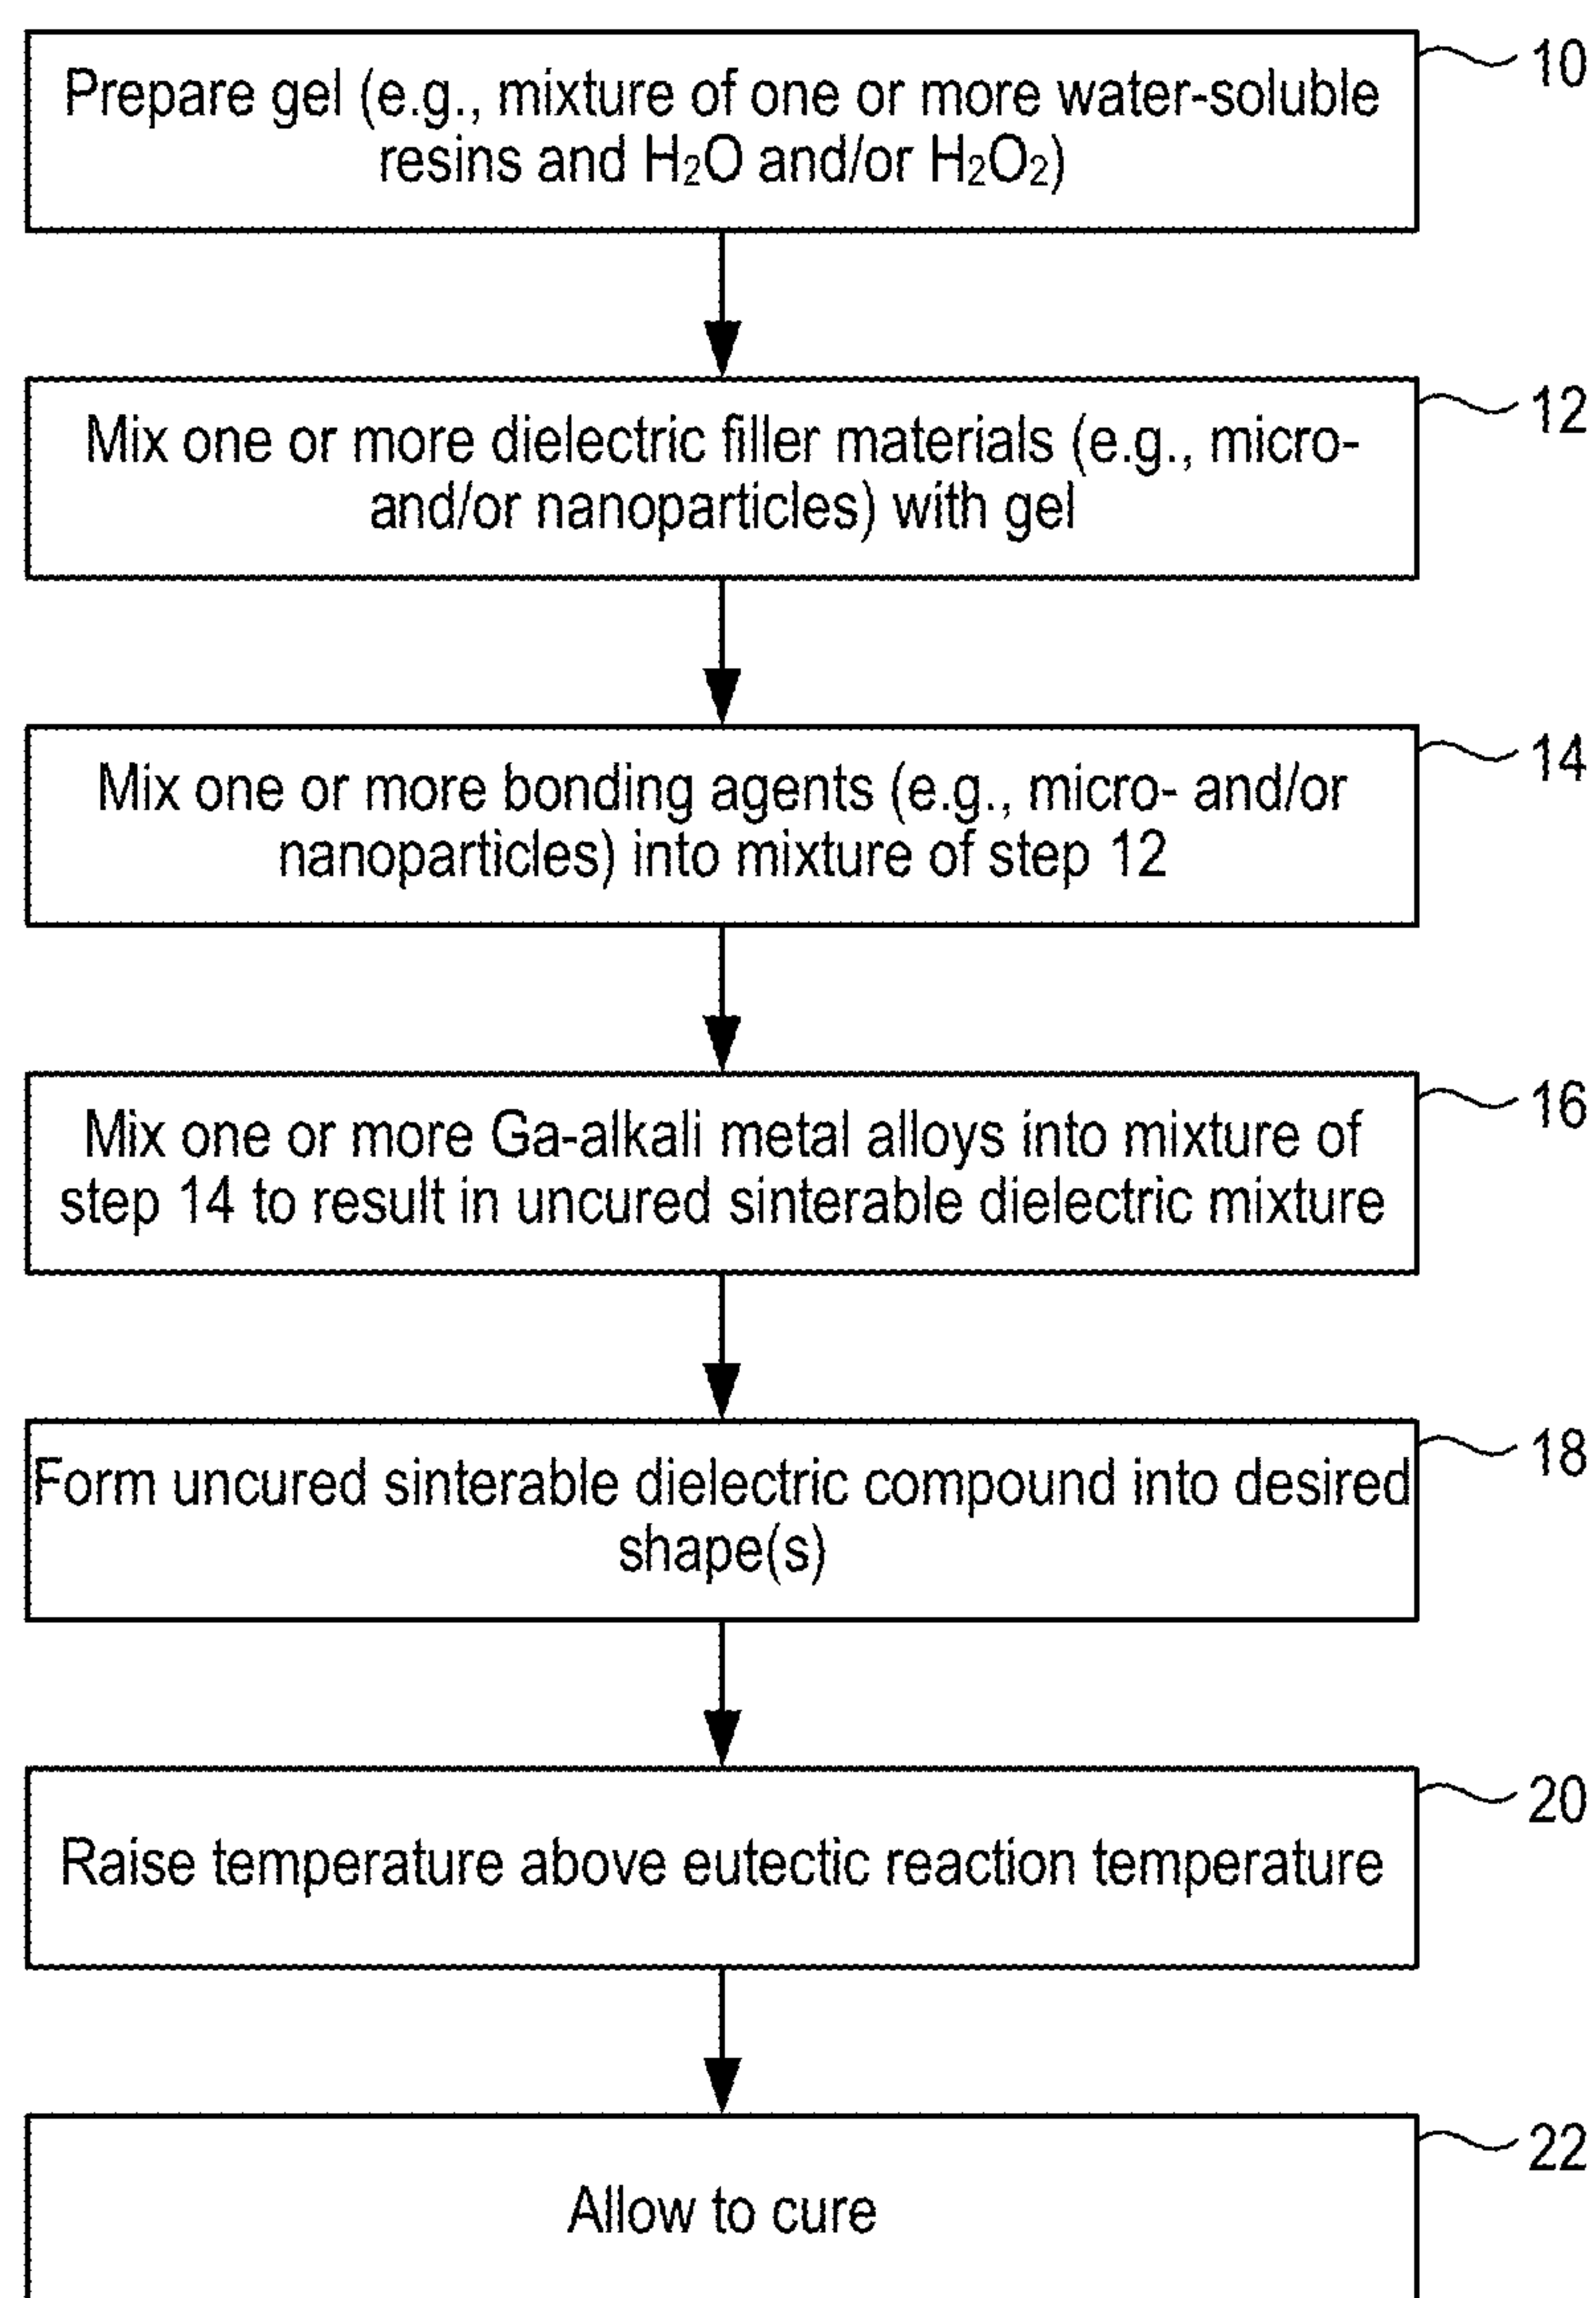 10
Prepare gel (e.g., mixture of one or more water-soluble
resins and H₂O and/or H₂O₂)
12
Mix one or more dielectric filler materials (e.g., micro-
and/or nanoparticles) with gel
14
Mix one or more bonding agents (e.g., micro- and/or
nanoparticles) into mixture of step 12
16
Mix one or more Ga-alkali metal alloys into mixture of
step 14 to result in uncured sinterable dielectric mixture
18
Form uncured sinterable dielectric compound into desired
shape(s)
20
Raise temperature above eutectic reaction temperature
22
Allow to cure